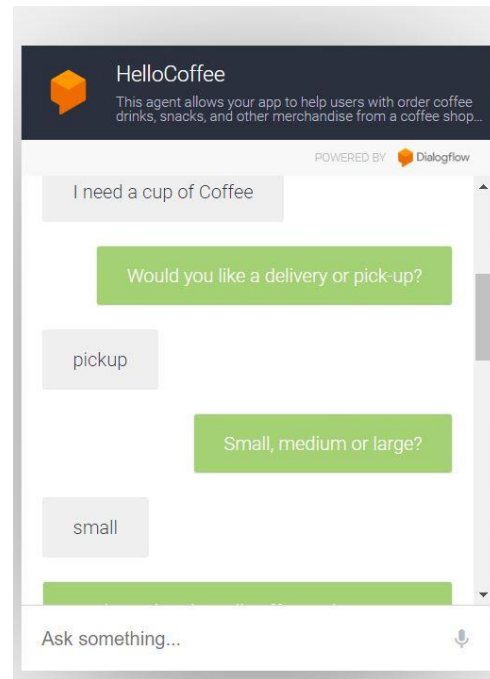 HelloCoffee
This agent allows your app to help users with order coffee
drinks, snacks, and other merchandise from a coffee shop...
POWERED BY Dialogflow
I need a cup of Coffee
Would you like a delivery or pick-up?
pickup
Small, medium or large?
small
Ask something...